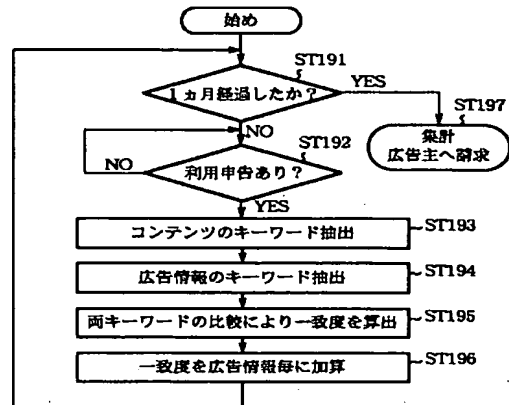 始め
ST191
1ヵ月経過したか?
YES
ST197
集計
広告主へ請求
NO
ST192
NO
利用申告あり?
YES
コンテンツのキーワード抽出
ST193
広告情報のキーワード抽出
ST194
両キーワードの比較により一致度を算出
ST195
一致度を広告情報毎に加算
ST196